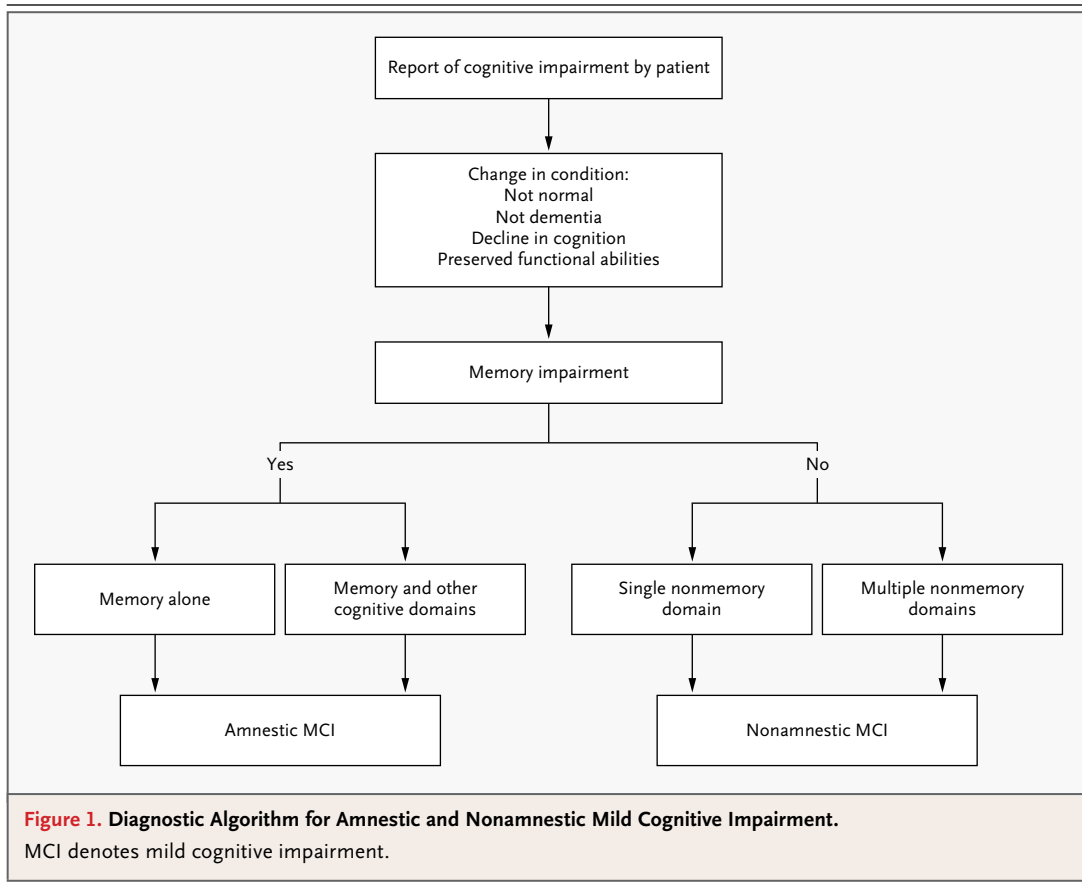 Report of cognitive impairment by patient
Change in condition:
Not normal
Not dementia
Decline in cognition
Preserved functional abilities
Memory impairment
Yes
No
Memory alone
Memory and other
cognitive domains
Single nonmemory
domain
Multiple nonmemory
domains
Amnestic MCI
Nonamnestic MCI
Figure 1. Diagnostic Algorithm for Amnestic and Nonamnestic Mild Cognitive Impairment.
MCI denotes mild cognitive impairment.